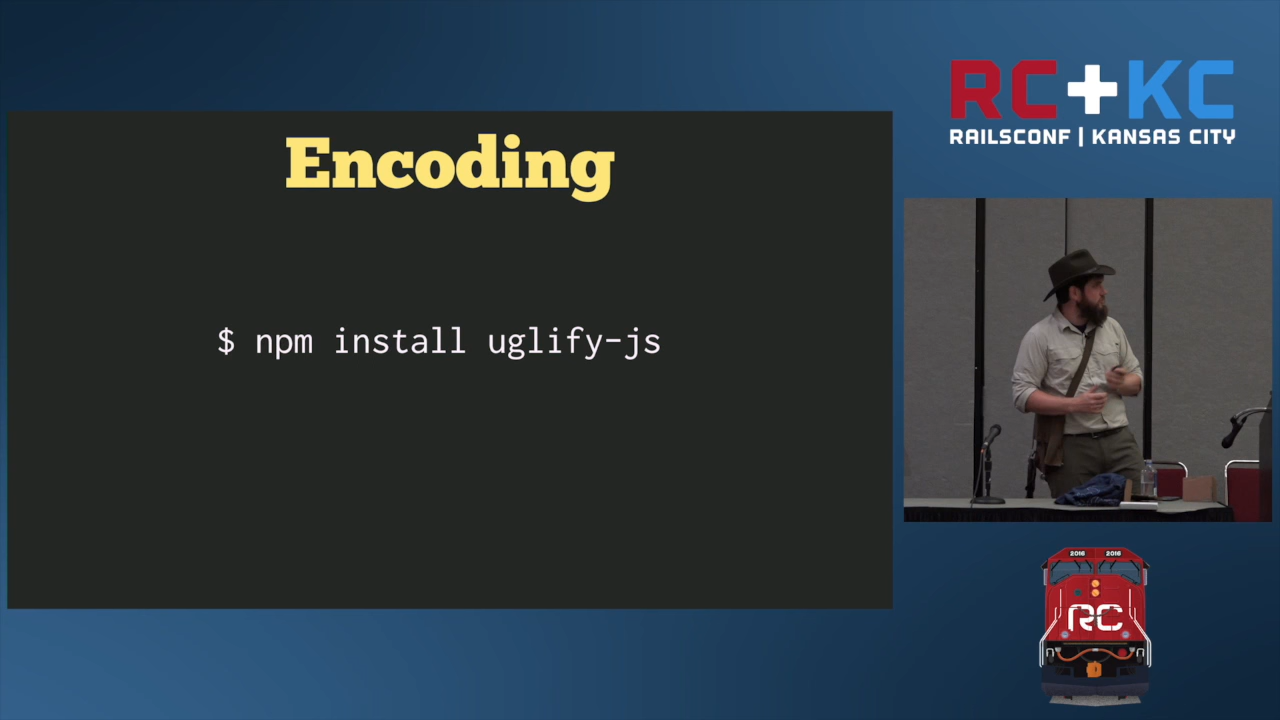 Encoding
$ npm install uglify-js
RC+KC
RAILSCONF | KANSAS CITY
2016 2016
RC